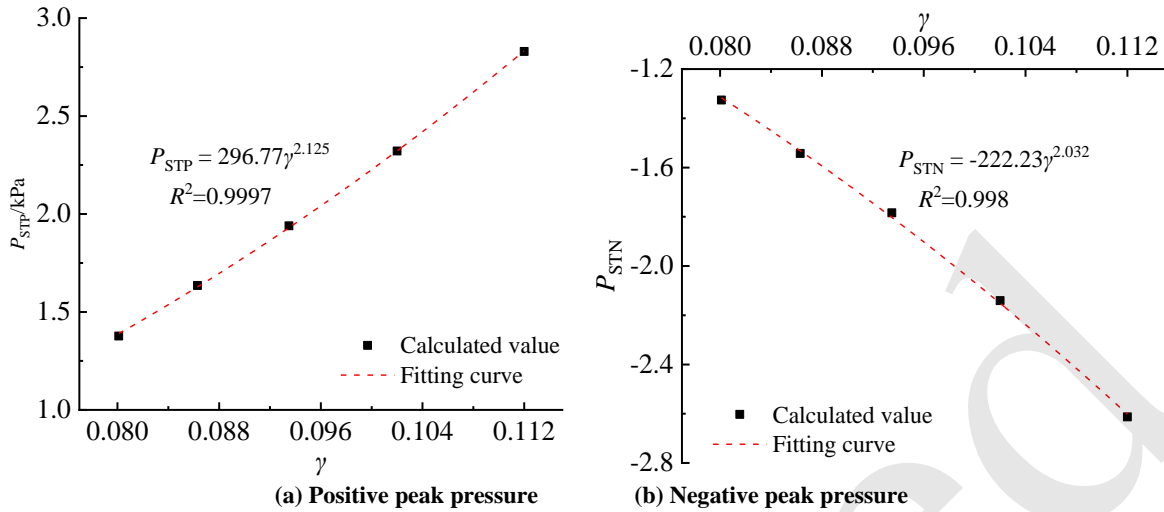 3.0
2.5
2.0
1.5
1.0
P_STP/kPa
P_STP = 296.77γ^2.125
R^2=0.9997
Calculated value
Fitting curve
0.080 0.088 0.096 0.104 0.112
γ
(a) Positive peak pressure
γ
0.080 0.088 0.096 0.104 0.112
-1.2
-1.6
-2.0
-2.4
-2.8
P_STN
P_STN = -222.23γ^2.032
R^2=0.998
Calculated value
Fitting curve
(b) Negative peak pressure